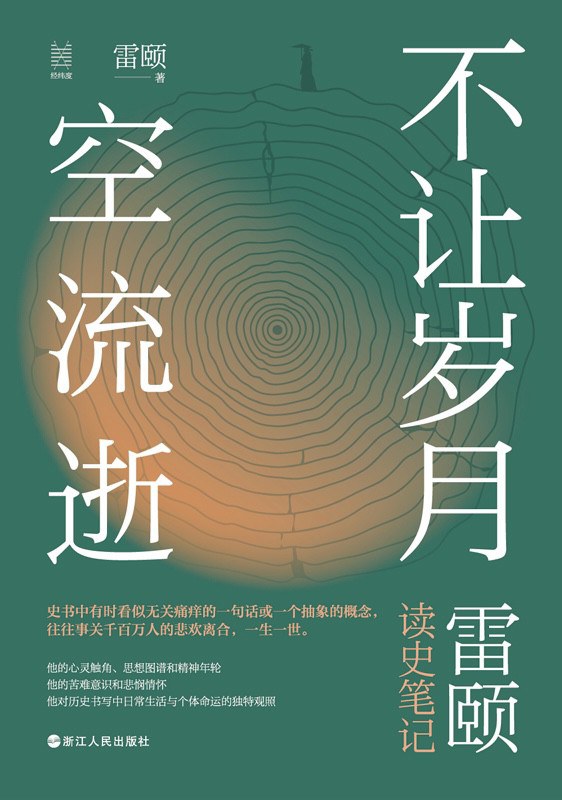 经纬度
雷颐
著
不让岁月
空流逝
雷颐
读史笔记
史书中有时看似无关痛痒的一句话或一个抽象的概念，
往往事关千百万人的悲欢离合，一生一世。
他的心灵触角、思想图谱和精神年轮
他的苦难意识和悲悯情怀
他对历史书写中日常生活与个体命运的独特观照
浙江人民出版社